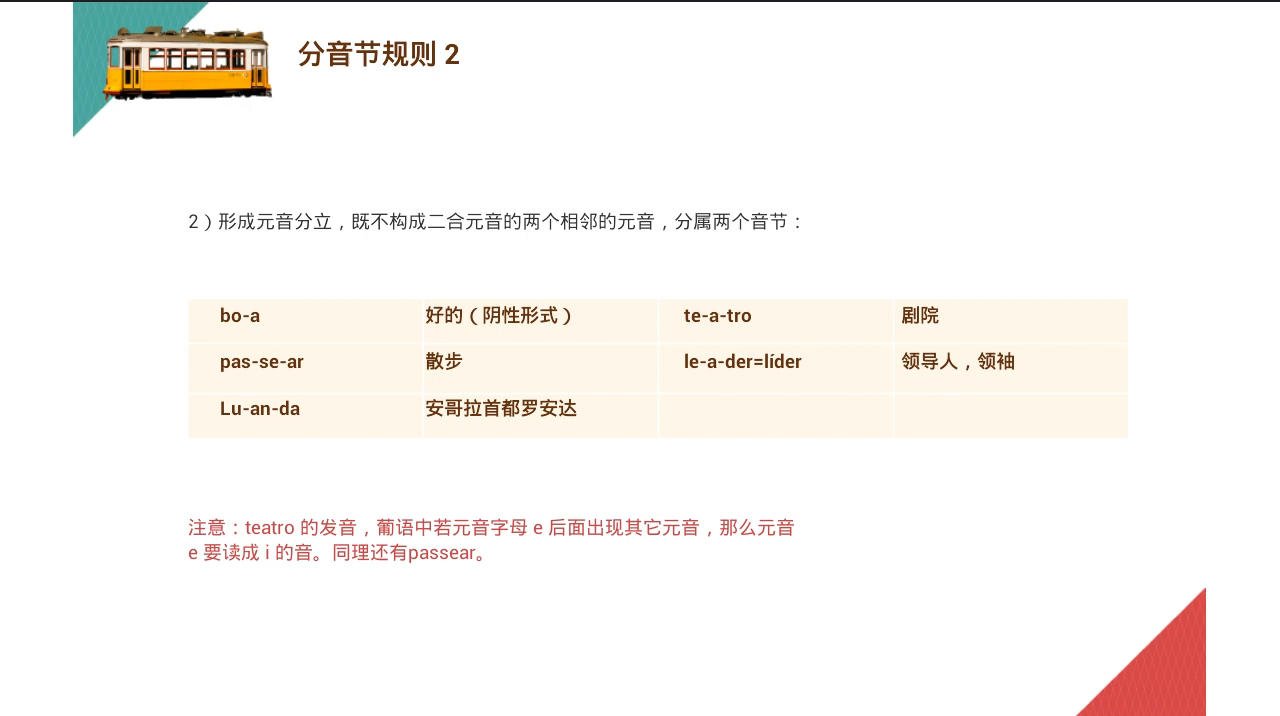 分音节规则 2
2）形成元音分立，既不构成二合元音的两个相邻的元音，分属两个音节：
bo-a 好的（阴性形式） te-a-tro 剧院
pas-se-ar 散步 le-a-der=líder 领导人，领袖
Lu-an-da 安哥拉首都罗安达
注意：teatro 的发音，葡语中若元音字母 e 后面出现其它元音，那么元音
e 要读成 i 的音。同理还有passear。